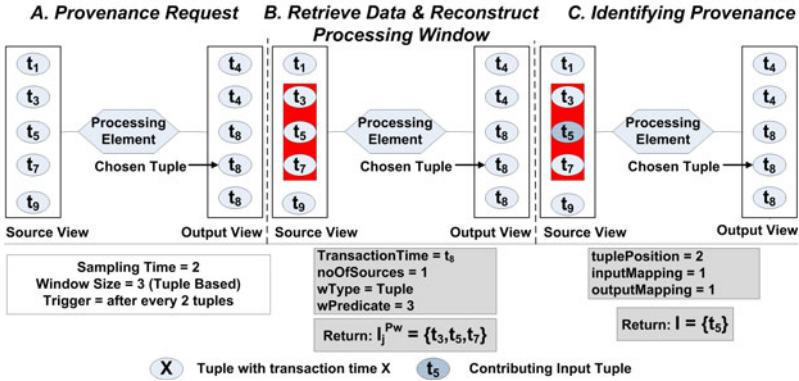 A. Provenance Request
B. Retrieve Data & Reconstruct
Processing Window
C. Identifying Provenance
t1
t3
t5
t7
t9
Processing
Element
Chosen Tuple
t4
t4
t8
t8
t8
Source View
Output View
t1
t3
t5
t7
t9
Processing
Element
Chosen Tuple
t4
t4
t8
t8
t8
Source View
Output View
t1
t3
t5
t7
t9
Processing
Element
Chosen Tuple
t4
t4
t8
t8
t8
Source View
Output View
Sampling Time = 2
Window Size = 3 (Tuple Based)
Trigger = after every 2 tuples
TransactionTime = t8
noOfSources = 1
wType = Tuple
wPredicate = 3
Return: Ij^Pw = {t3,t5,t7}
tuplePosition = 2
inputMapping = 1
outputMapping = 1
Return: I = {t5}
X Tuple with transaction time X
t5 Contributing Input Tuple